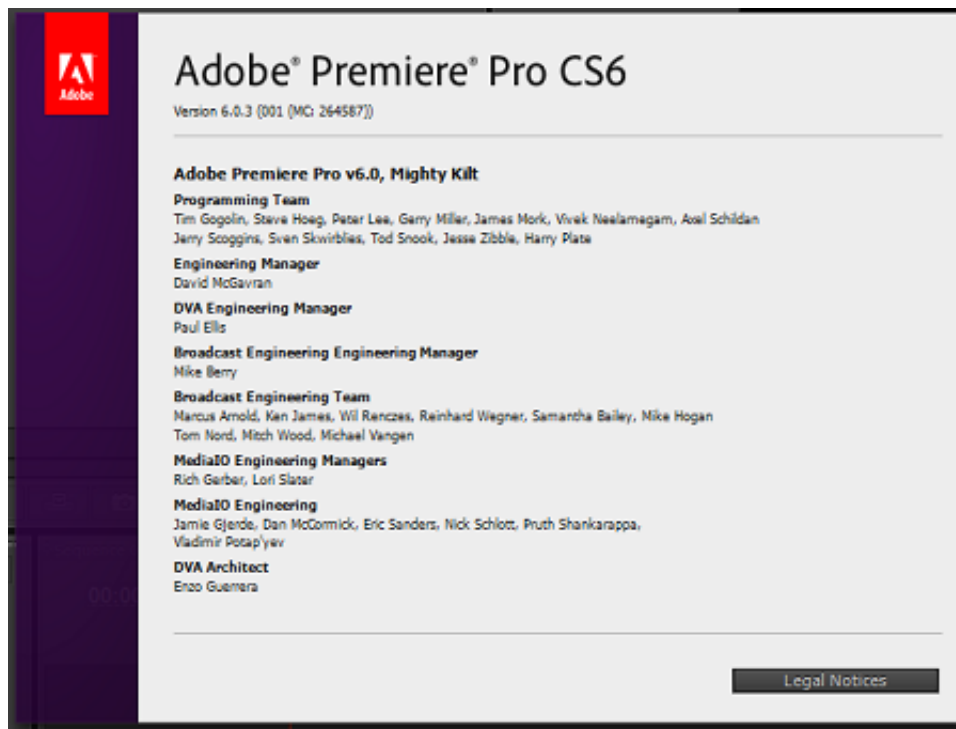 Adobe
Adobe® Premiere® Pro CS6
Version 6.0.3 (001 (MC: 264587))
Adobe Premiere Pro v6.0, Mighty Kilt
Programming Team
Tim Gogolin, Steve Hoeg, Peter Lee, Gerry Miller, James Mork, Vivek Neelamegam, Axel Schildan
Jerry Scoggins, Sven Skwirblies, Tod Snook, Jesse Zibble, Harry Plate
Engineering Manager
David McGavran
DVA Engineering Manager
Paul Ellis
Broadcast Engineering Engineering Manager
Mike Berry
Broadcast Engineering Team
Marcus Arnold, Ken James, Wil Renczes, Reinhard Wegner, Samantha Bailey, Mike Hogan
Tom Nord, Mitch Wood, Michael Vangen
MediaIO Engineering Managers
Rich Gerber, Lori Slater
MediaIO Engineering
Jamie Gjerde, Dan McCormick, Eric Sanders, Nick Schlott, Pruth Shankarappa,
Vladimir Potap'yev
DVA Architect
Enzo Guerrera
Legal Notices